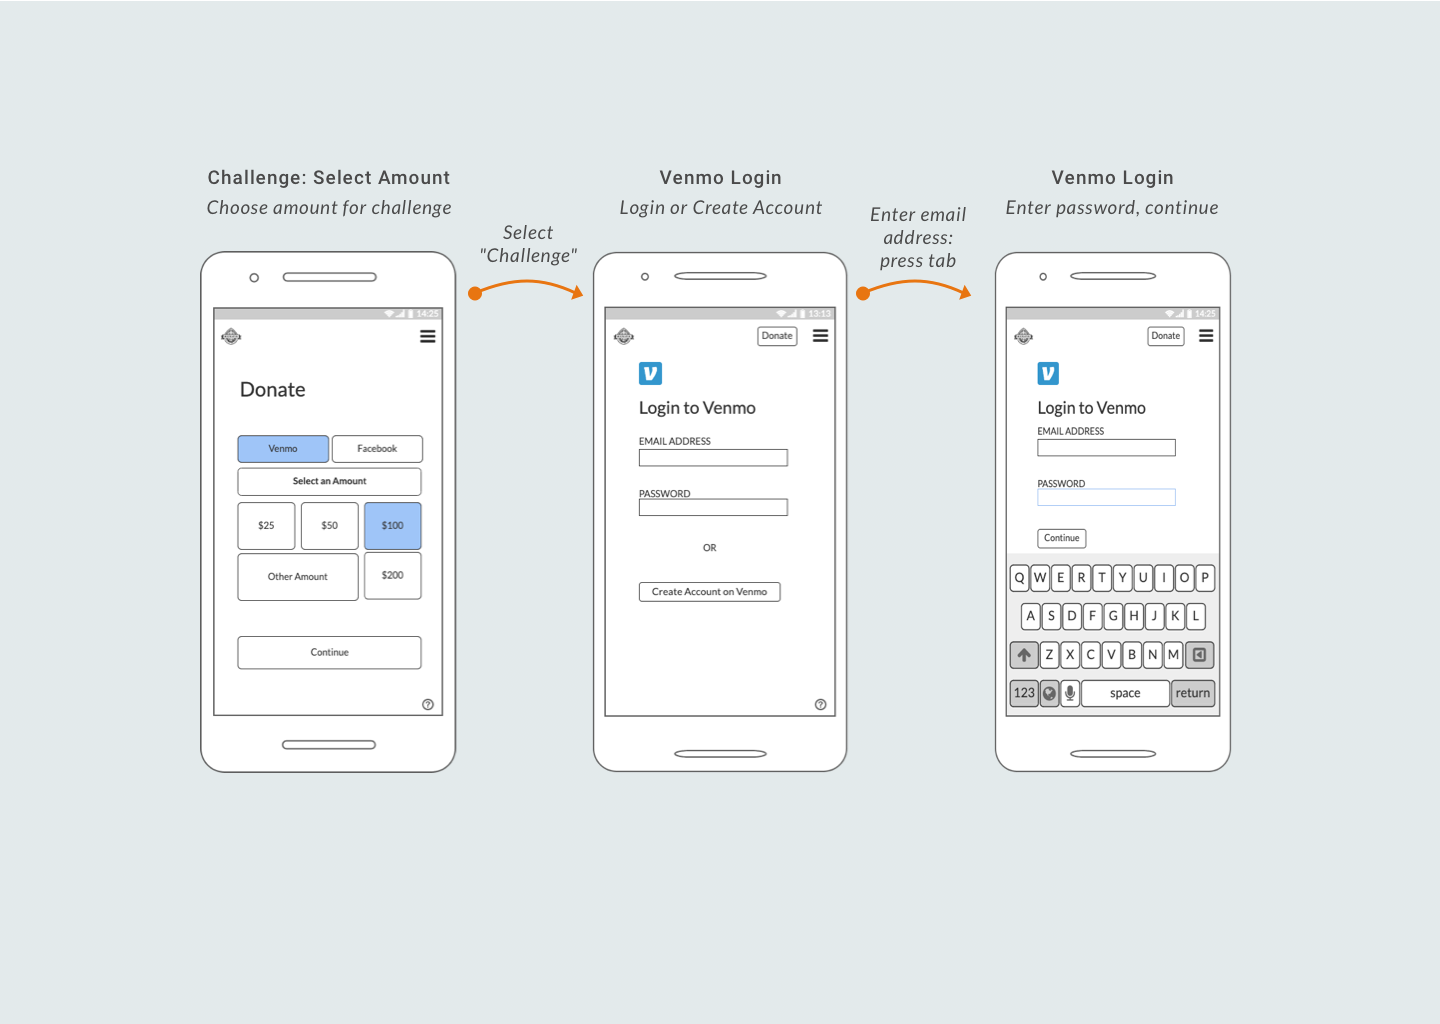 Challenge: Select Amount
Choose amount for challenge
Select
"Challenge"
14:25
Donate
Venmo
Facebook
Select an Amount
$25
$50
$100
Other Amount
$200
Continue
?
Venmo Login
Login or Create Account
Enter email
address:
press tab
13:13
Donate
V
Login to Venmo
EMAIL ADDRESS
PASSWORD
OR
Create Account on Venmo
?
Venmo Login
Enter password, continue
14:25
Donate
V
Login to Venmo
EMAIL ADDRESS
PASSWORD
Continue
Q W E R T Y U I O P
A S D F G H J K L
Z X C V B N M
123 space return